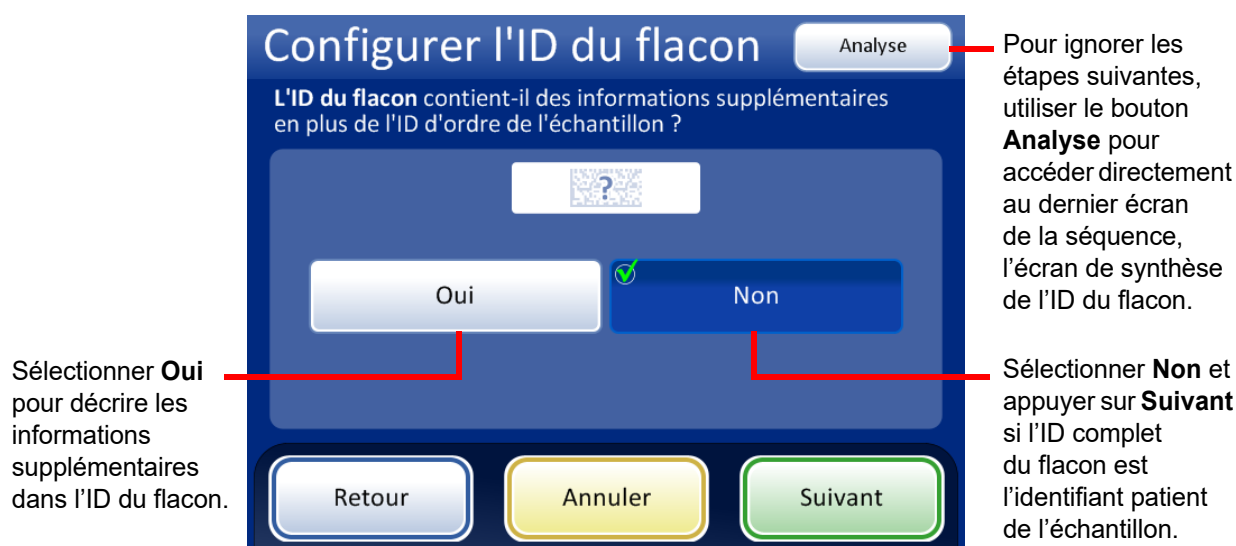 Configurer l'ID du flacon
Analyse
L'ID du flacon contient-il des informations supplémentaires
en plus de l'ID d'ordre de l'échantillon ?
?
Oui
Non
Retour
Annuler
Suivant
Pour ignorer les
étapes suivantes,
utiliser le bouton
Analyse pour
accéder directement
au dernier écran
de la séquence,
l’écran de synthèse
de l’ID du flacon.
Sélectionner Oui
pour décrire les
informations
supplémentaires
dans l’ID du flacon.
Sélectionner Non et
appuyer sur Suivant
si l’ID complet
du flacon est
l’identifiant patient
de l’échantillon.